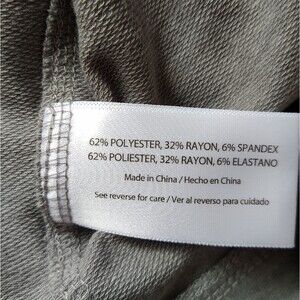 62% POLYESTER, 32% RAYON, 6% SPANDEX
62% POLIESTER, 32% RAYON, 6% ELASTANO
Made in China / Hecho en China
See reverse for care / Ver al reverso para cuidado